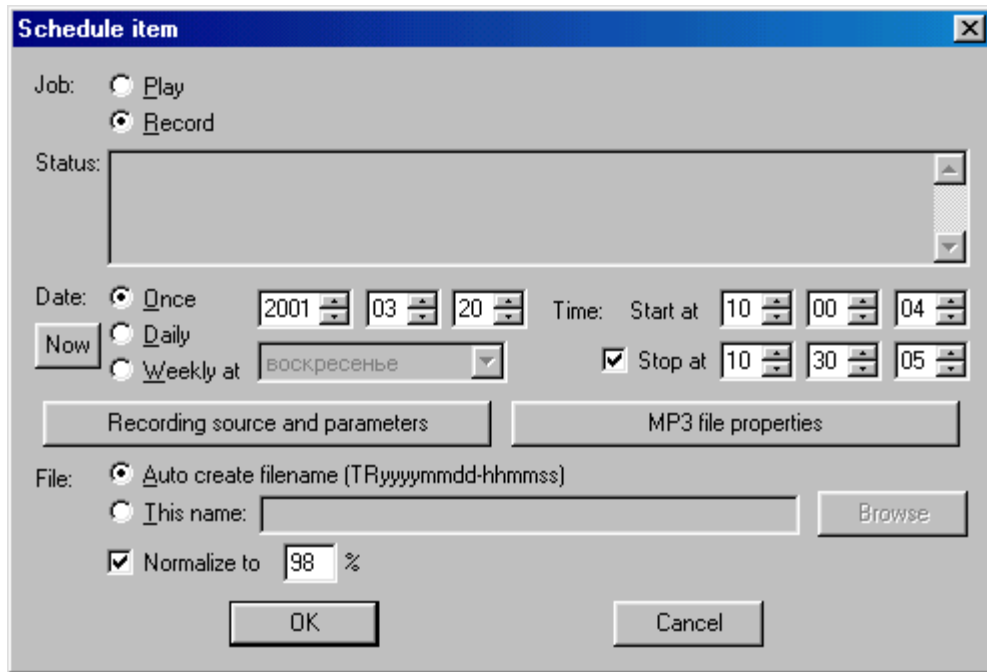 Schedule item
Job: Play
Record
Status:
Date: Once 2001 03 20 Time: Start at 10 00 04
Now Daily
Weekly at воскресенье Stop at 10 30 05
Recording source and parameters MP3 file properties
File: Auto create filename (TRyyyymmdd-hhmmss)
This name: Browse
Normalize to 98 %
OK Cancel